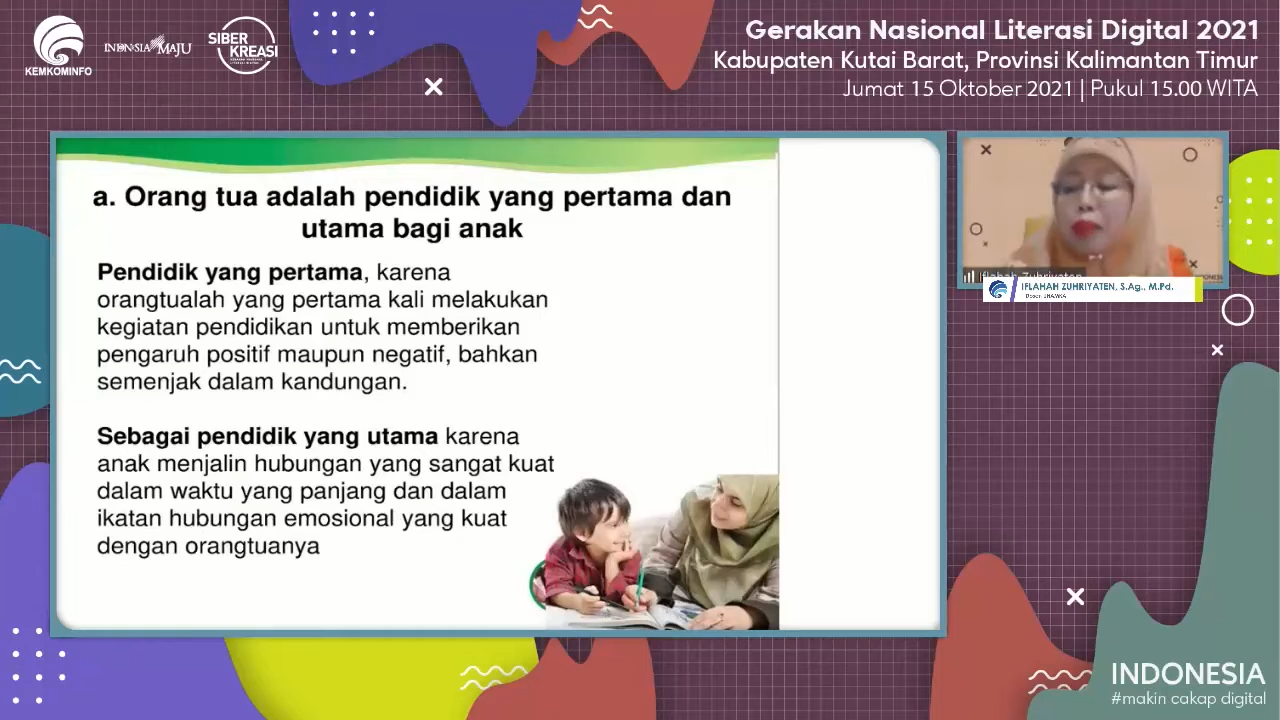 KEMKOMINFO
INDONESIA MAJU
SIBER
KREASI
Gerakan Nasional Literasi Digital 2021
Kabupaten Kutai Barat, Provinsi Kalimantan Timur
Jumat 15 Oktober 2021 | Pukul 15.00 WITA
a. Orang tua adalah pendidik yang pertama dan
utama bagi anak
Pendidik yang pertama, karena
orangtualah yang pertama kali melakukan
kegiatan pendidikan untuk memberikan
pengaruh positif maupun negatif, bahkan
semenjak dalam kandungan.
Sebagai pendidik yang utama karena
anak menjalin hubungan yang sangat kuat
dalam waktu yang panjang dan dalam
ikatan hubungan emosional yang kuat
dengan orangtuanya
Iflahah Zuhriyaten
IFLAHAH ZUHRIYATEN, S.Ag., M.Pd.
INDONESIA
#makin cakap digital